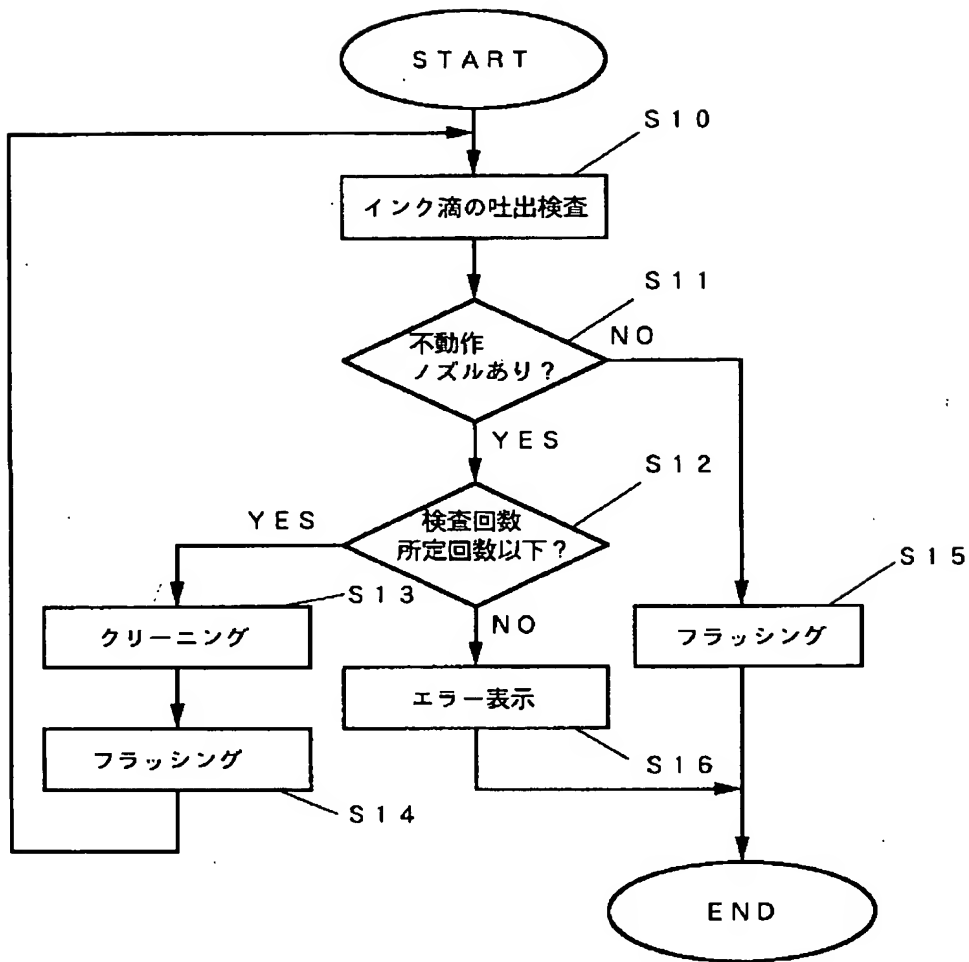 START
S10
インク滴の吐出検査
S11
不動作
ノズルあり?
NO
YES
S12
検査回数
所定回数以下?
YES
S13
クリーニング
NO
S15
フラッシング
エラー表示
フラッシング
S16
S14
END